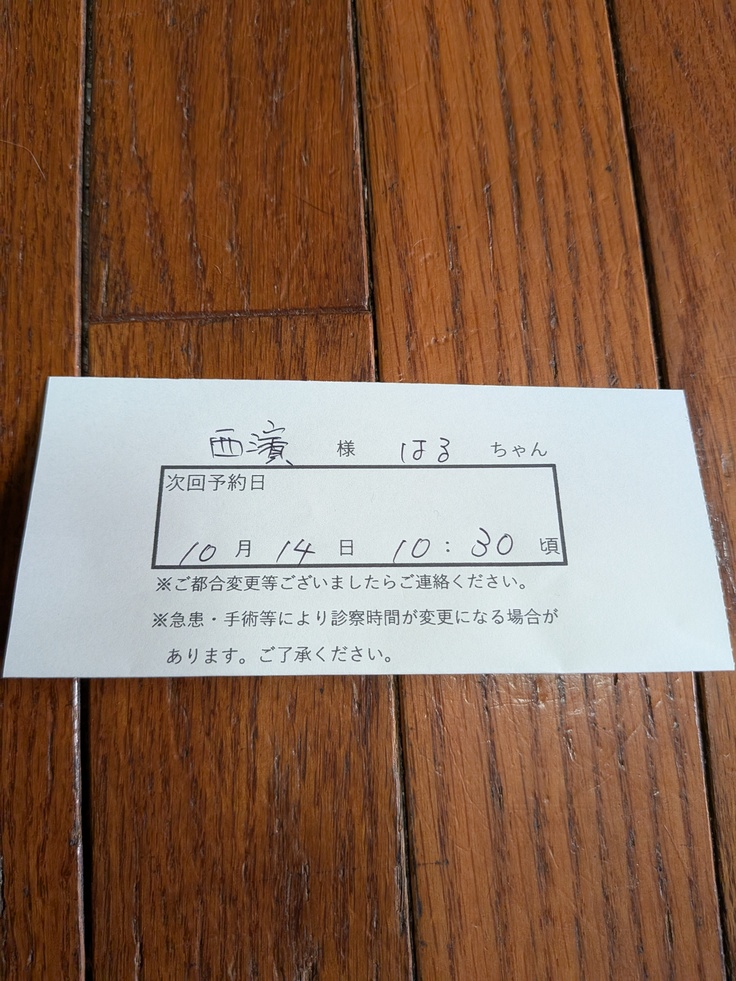 西濱 様 はる ちゃん
次回予約日
10 月 14 日 10 : 30 頃
※ご都合変更等ございましたらご連絡ください。
※急患・手術等により診察時間が変更になる場合が
あります。ご了承ください。